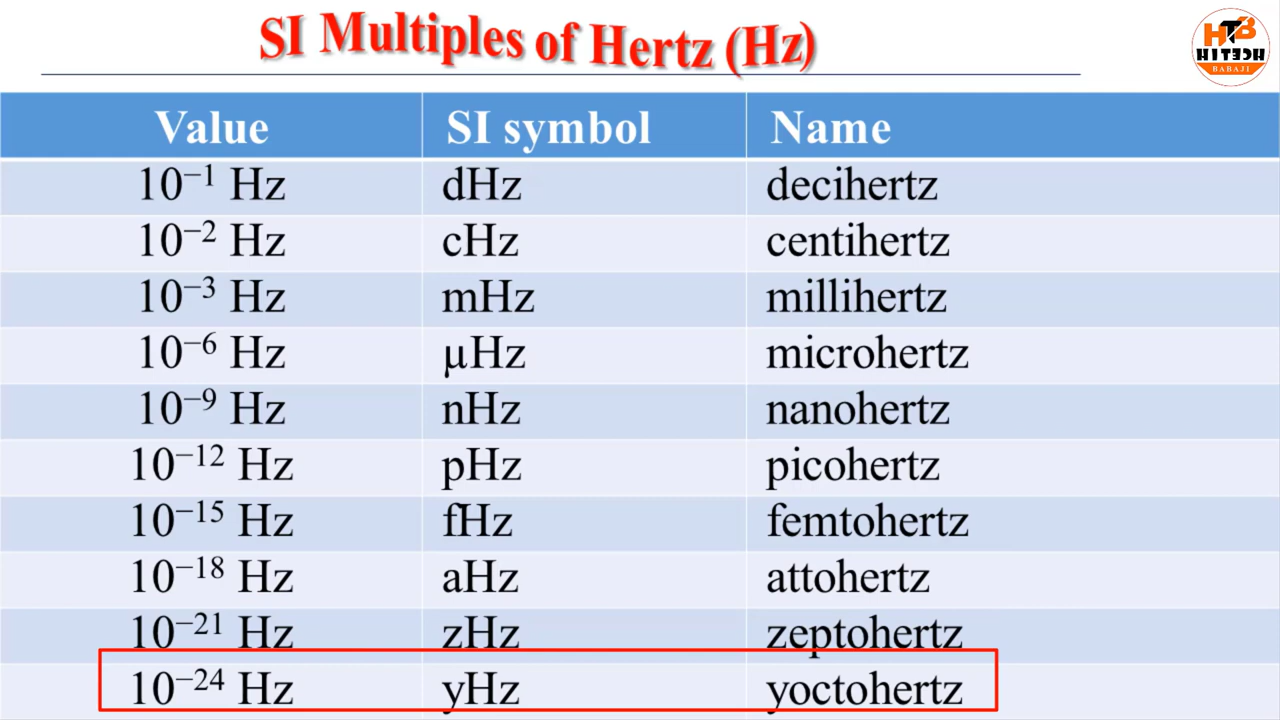 SI Multiples of Hertz (Hz)
HTB
HITECH
BABAJI
Value SI symbol Name
10⁻¹ Hz dHz decihertz
10⁻² Hz cHz centihertz
10⁻³ Hz mHz millihertz
10⁻⁶ Hz µHz microhertz
10⁻⁹ Hz nHz nanohertz
10⁻¹² Hz pHz picohertz
10⁻¹⁵ Hz fHz femtohertz
10⁻¹⁸ Hz aHz attohertz
10⁻²¹ Hz zHz zeptohertz
10⁻²⁴ Hz yHz yoctohertz